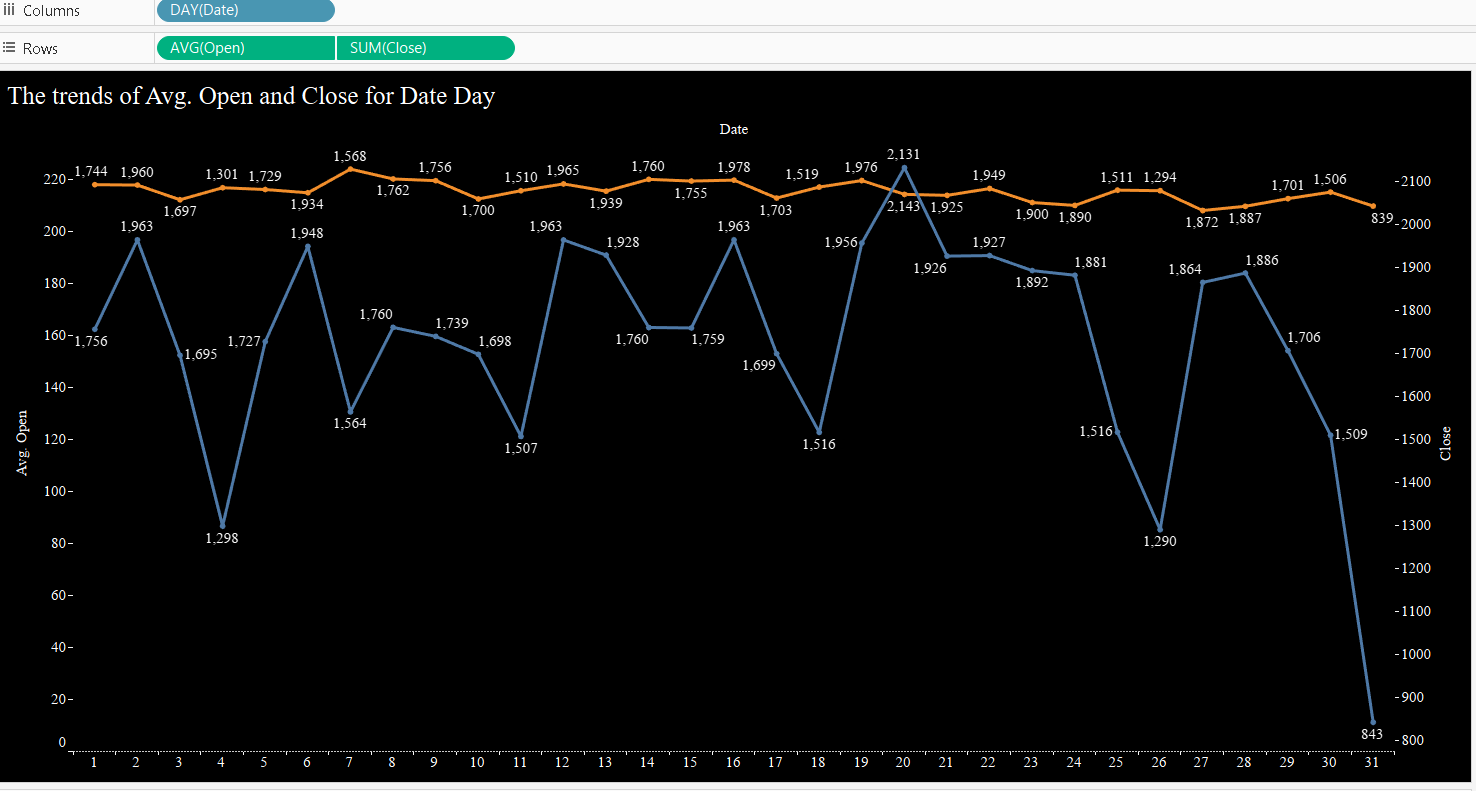 Columns DAY(Date)
Rows AVG(Open) SUM(Close)
The trends of Avg. Open and Close for Date Day
Date
2,131
1,568
1,744 1,960 1,301 1,729 1,756 1,510 1,965 1,760 1,978 1,519 1,976 1,949 1,511 1,294 1,701 1,506
220 2100
1,697 1,934 1,762 1,700 1,939 1,755 1,703 2,143 1,925 1,900 1,890 1,872 1,887 839
200 2000
1,963 1,948 1,963 1,928 1,963 1,956 1,926 1,927 1,892 1,881 1,864 1,886
180 1900
1800
160 1,756 1,695 1,727 1,760 1,739 1,698 1,760 1,759 1,699 1,706
1700
140 1600
1,564
120 1,507 1,516 1,516 1,509 1500
Avg. Open
Close
100 1400
1,298 1,290 1300
80 1200
60 1100
40 1000
20 900
843
0 800
1 2 3 4 5 6 7 8 9 10 11 12 13 14 15 16 17 18 19 20 21 22 23 24 25 26 27 28 29 30 31